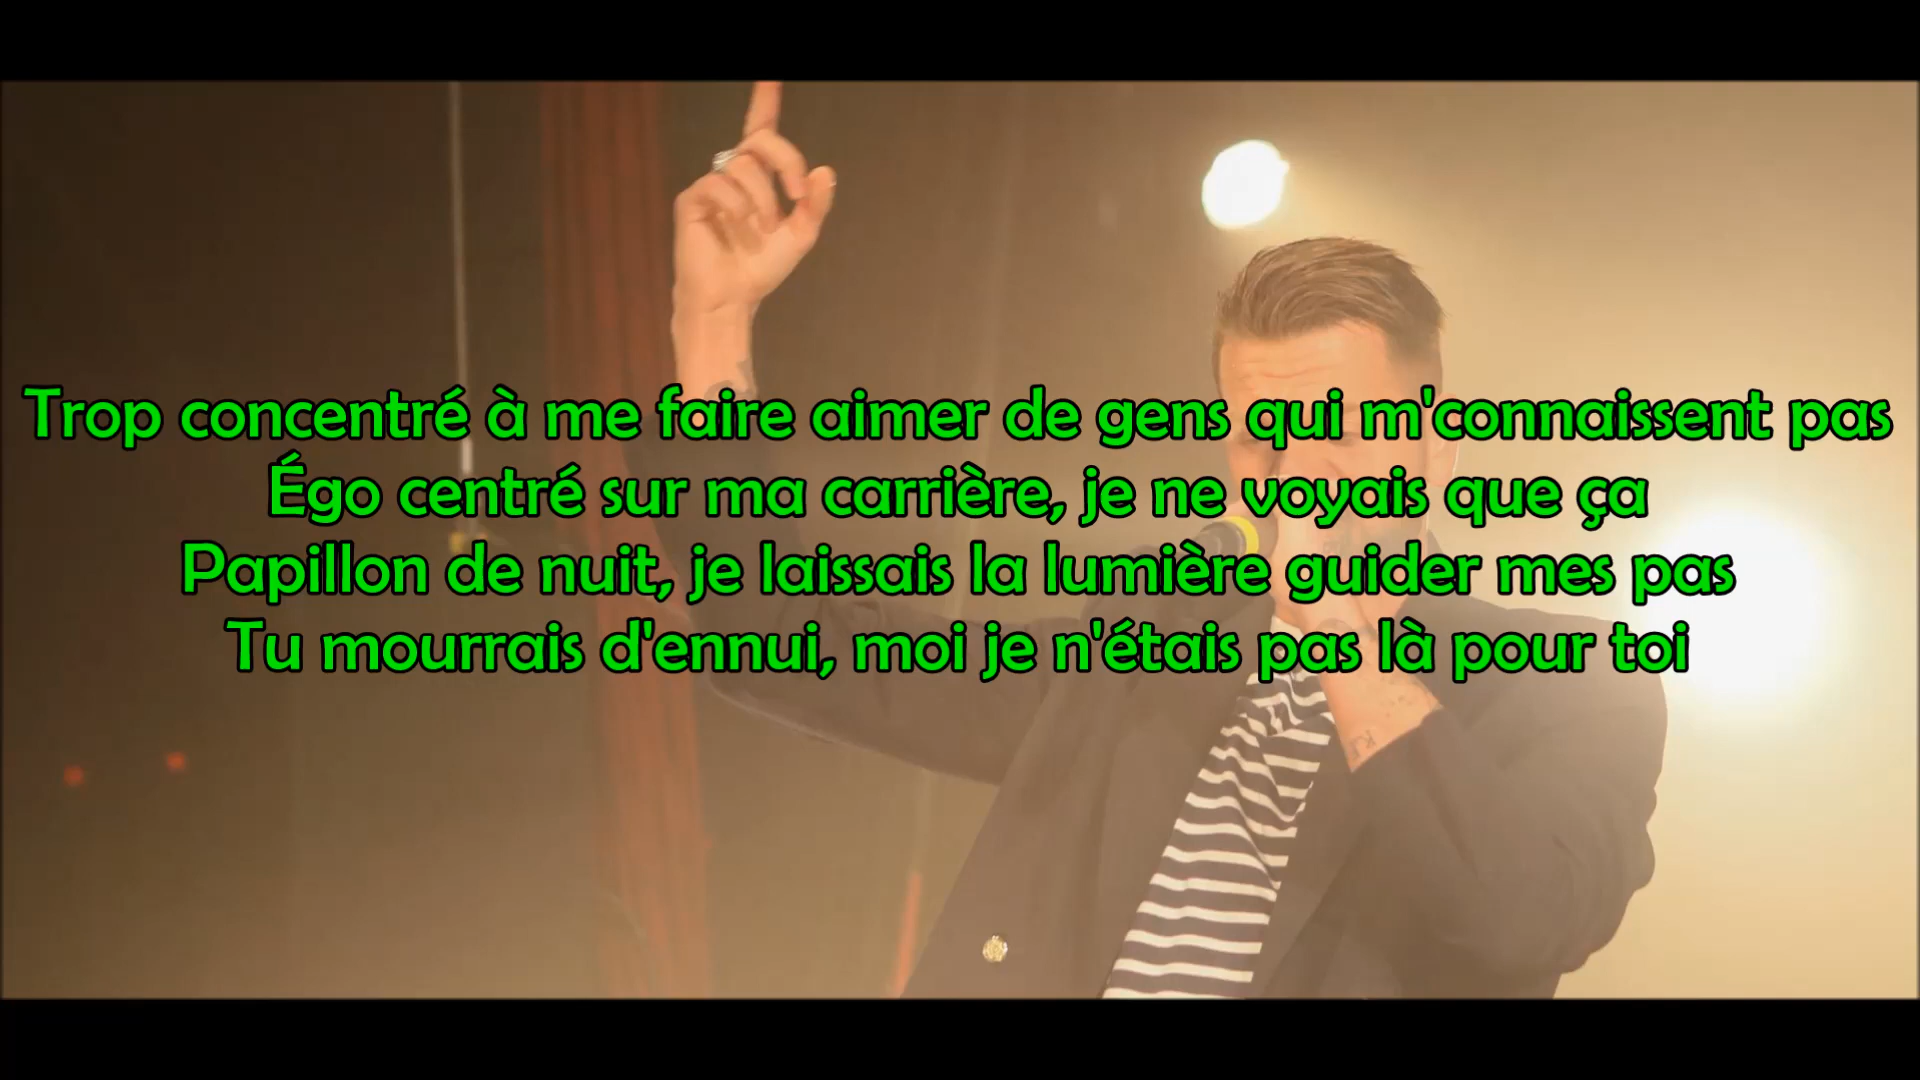 Trop concentré à me faire aimer de gens qui m'connaissent pas
Égo centré sur ma carrière, je ne voyais que ça
Papillon de nuit, je laissais la lumière guider mes pas
Tu mourrais d'ennui, moi je n'étais pas là pour toi